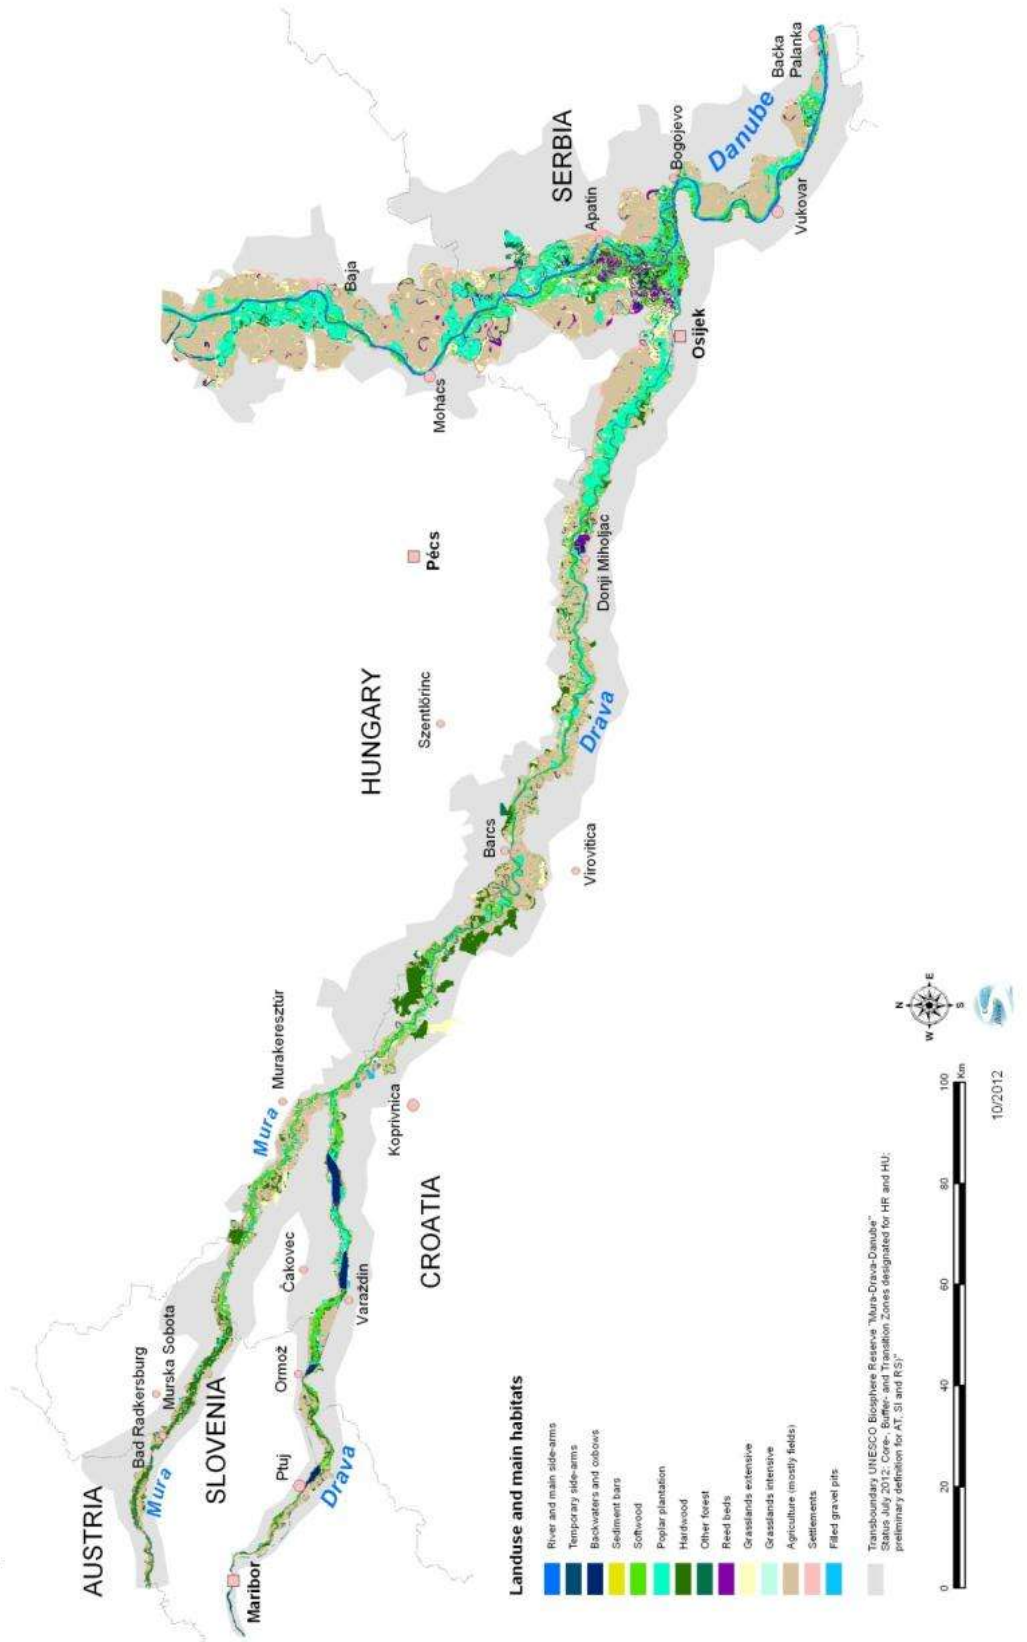 AUSTRIA
Bad Radkersburg
Mura
Murska Sobota
SLOVENIA
Maribor
Ptuj
Drava
Ormož
Čakovec
Varaždin
Mura
Murakeresztúr
Koprivnica
CROATIA
HUNGARY
Barcs
Virovitica
Szentlőrinc
Drava
Pécs
Donji Miholjac
Mohács
Baja
Osijek
SERBIA
Apatin
Bogojevo
Danube
Vukovar
Bačka
Palanka
Landuse and main habitats
River and main side-arms
Temporary side-arms
Backwaters and oxbows
Sediment bars
Softwood
Poplar plantation
Hardwood
Other forest
Reed beds
Grasslands extensive
Grasslands intensive
Agriculture (mostly fields)
Settlements
Filled gravel pits
Transboundary UNESCO Biosphere Reserve "Mura-Drava-Danube"
Status July 2012: Core-, Buffer- and Transition Zones designated for HR and HU:
preliminary definition for AT, SI and RS)"
0 20 40 60 80 100
Km
N
W E
S
10/2012